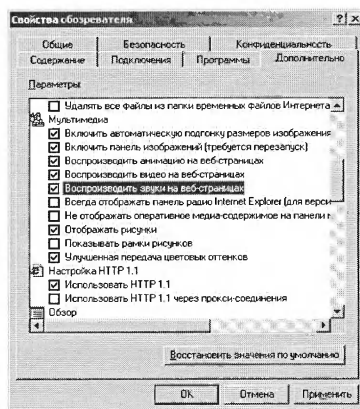 Свойства обозревателя
Общие Безопасность Конфиденциальность
Содержание Подключения Программы Дополнительно
Параметры:
Удалять все файлы из папки временных файлов Интернета
Мультимедиа
Включить автоматическую подгонку размеров изображения
Включить панель изображений (требуется перезапуск)
Воспроизводить анимацию на веб-страницах
Воспроизводить видео на веб-страницах
Воспроизводить звуки на веб-страницах
Всегда отображать панель радио Internet Explorer (для верси
Не отображать оперативное медиа-содержимое на панели м
Отображать рисунки
Показывать рамки рисунков
Улучшенная передача цветовых оттенков
Настройка HTTP 1.1
Использовать HTTP 1.1
Использовать HTTP 1.1 через прокси-соединения
Обзор
Восстановить значения по умолчанию
OK Отмена Применить